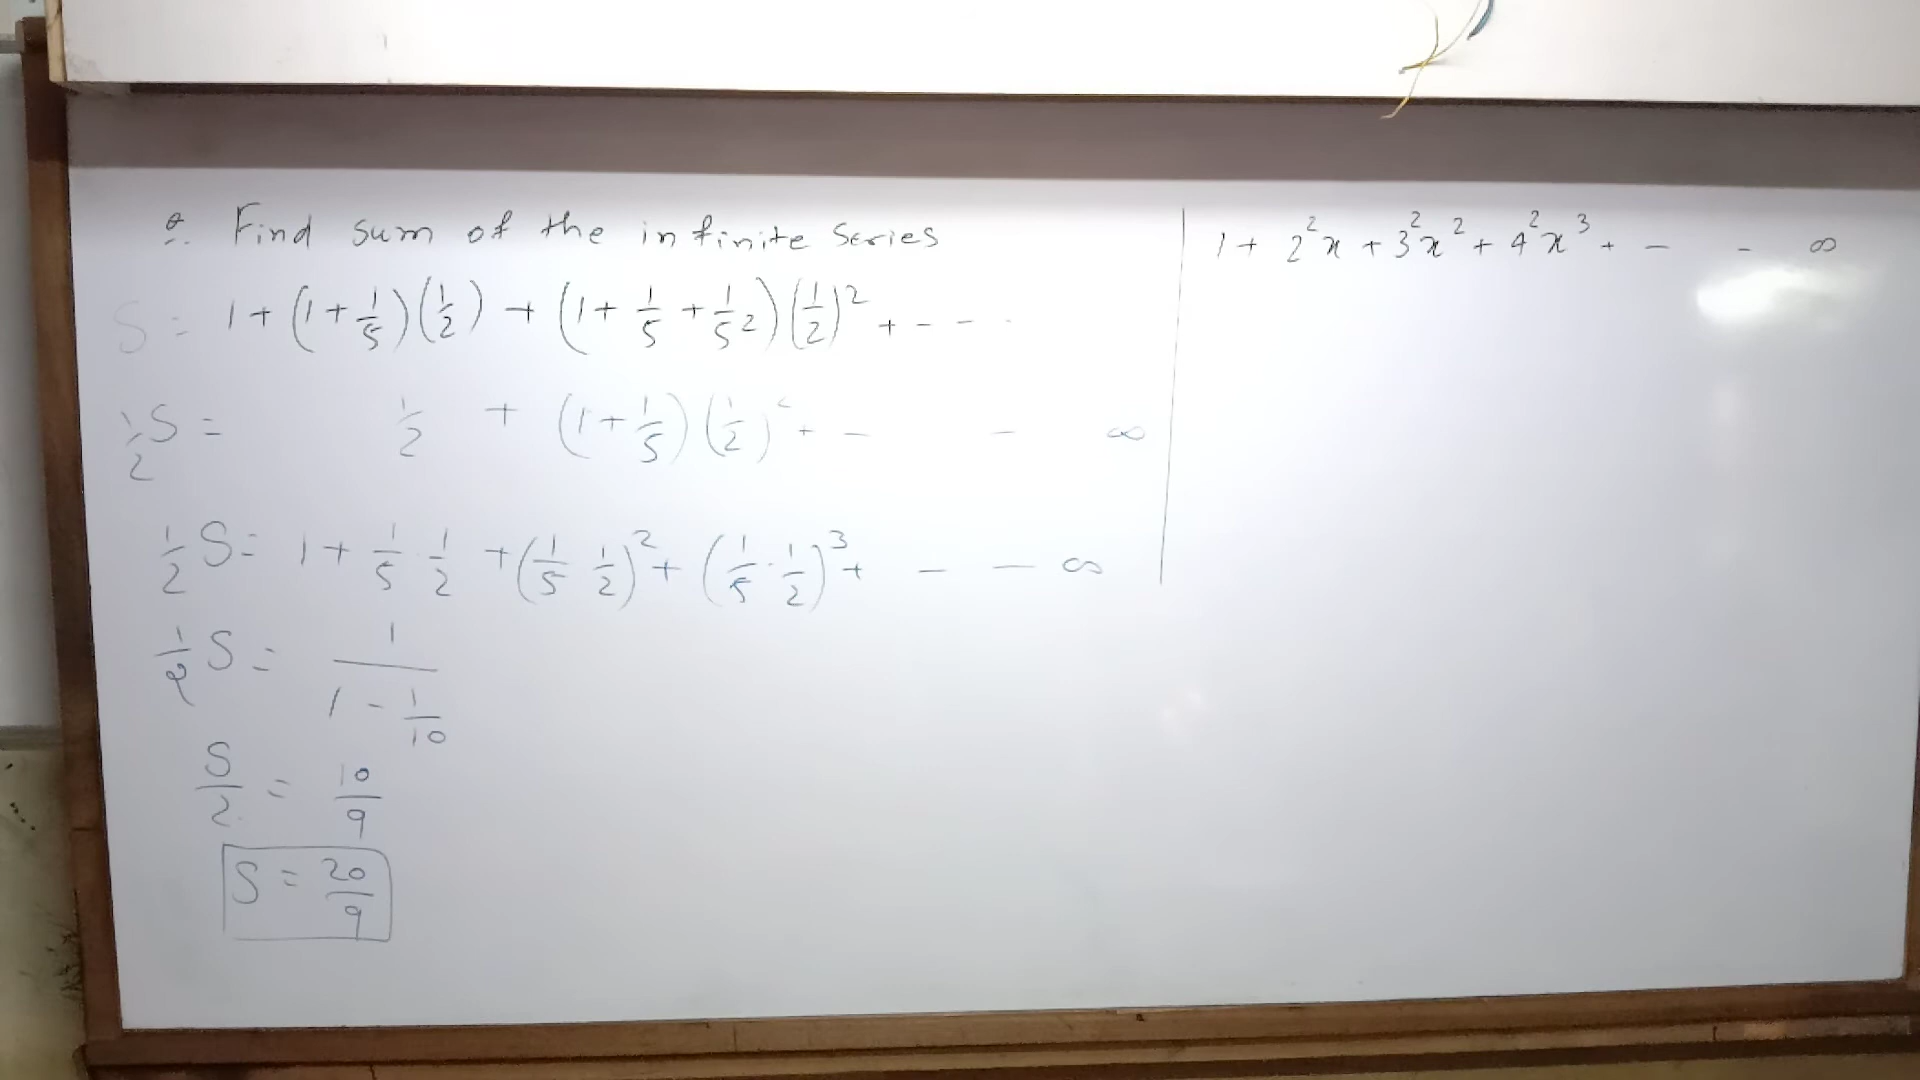 Q. Find sum of the infinite series
S = 1 + (1 + 1/5)(1/2) + (1 + 1/5 + 1/5²)(1/2)² + - - -
1/2 S = 1/2 + (1 + 1/5)(1/2)² + - - ∞
1/2 S = 1 + 1/5 · 1/2 + (1/5 · 1/2)² + (1/5 · 1/2)³ + - - ∞
1/2 S = 1/(1 - 1/10)
S/2 = 10/9
S = 20/9
1 + 2²x + 3²x² + 4²x³ + - - ∞